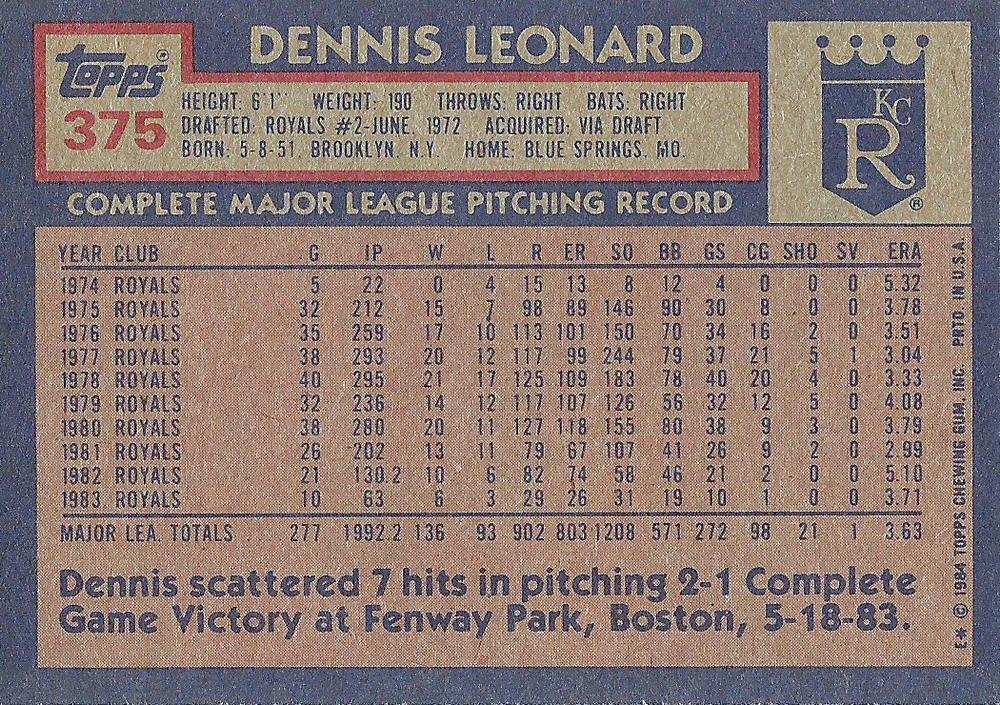 DENNIS LEONARD
Topps®
375
HEIGHT: 6'1" WEIGHT: 190 THROWS: RIGHT BATS: RIGHT
DRAFTED: ROYALS #2-JUNE, 1972 ACQUIRED: VIA DRAFT
BORN: 5-8-51, BROOKLYN, N.Y. HOME: BLUE SPRINGS, MO.
KC
R
®
COMPLETE MAJOR LEAGUE PITCHING RECORD
YEAR CLUB G IP W L R ER SO BB GS CG SHO SV ERA
1974 ROYALS 5 22 0 4 15 13 8 12 4 0 0 0 5.32
1975 ROYALS 32 212 15 7 98 89 146 90 30 8 0 0 3.78
1976 ROYALS 35 259 17 10 113 101 150 70 34 16 2 0 3.51
1977 ROYALS 38 293 20 12 117 99 244 79 37 21 5 1 3.04
1978 ROYALS 40 295 21 17 125 109 183 78 40 20 4 0 3.33
1979 ROYALS 32 236 14 12 117 107 126 56 32 12 5 0 4.08
1980 ROYALS 38 280 20 11 127 118 155 80 38 9 3 0 3.79
1981 ROYALS 26 202 13 11 79 67 107 41 26 9 2 0 2.99
1982 ROYALS 21 130.2 10 6 82 74 58 46 21 2 0 0 5.10
1983 ROYALS 10 63 6 3 29 26 31 19 10 1 0 0 3.71
MAJOR LEA. TOTALS 277 1992.2 136 93 902 803 1208 571 272 98 21 1 3.63
Dennis scattered 7 hits in pitching 2-1 Complete
Game Victory at Fenway Park, Boston, 5-18-83.
E* © 1984 TOPPS CHEWING GUM, INC. PRTD. IN U.S.A.